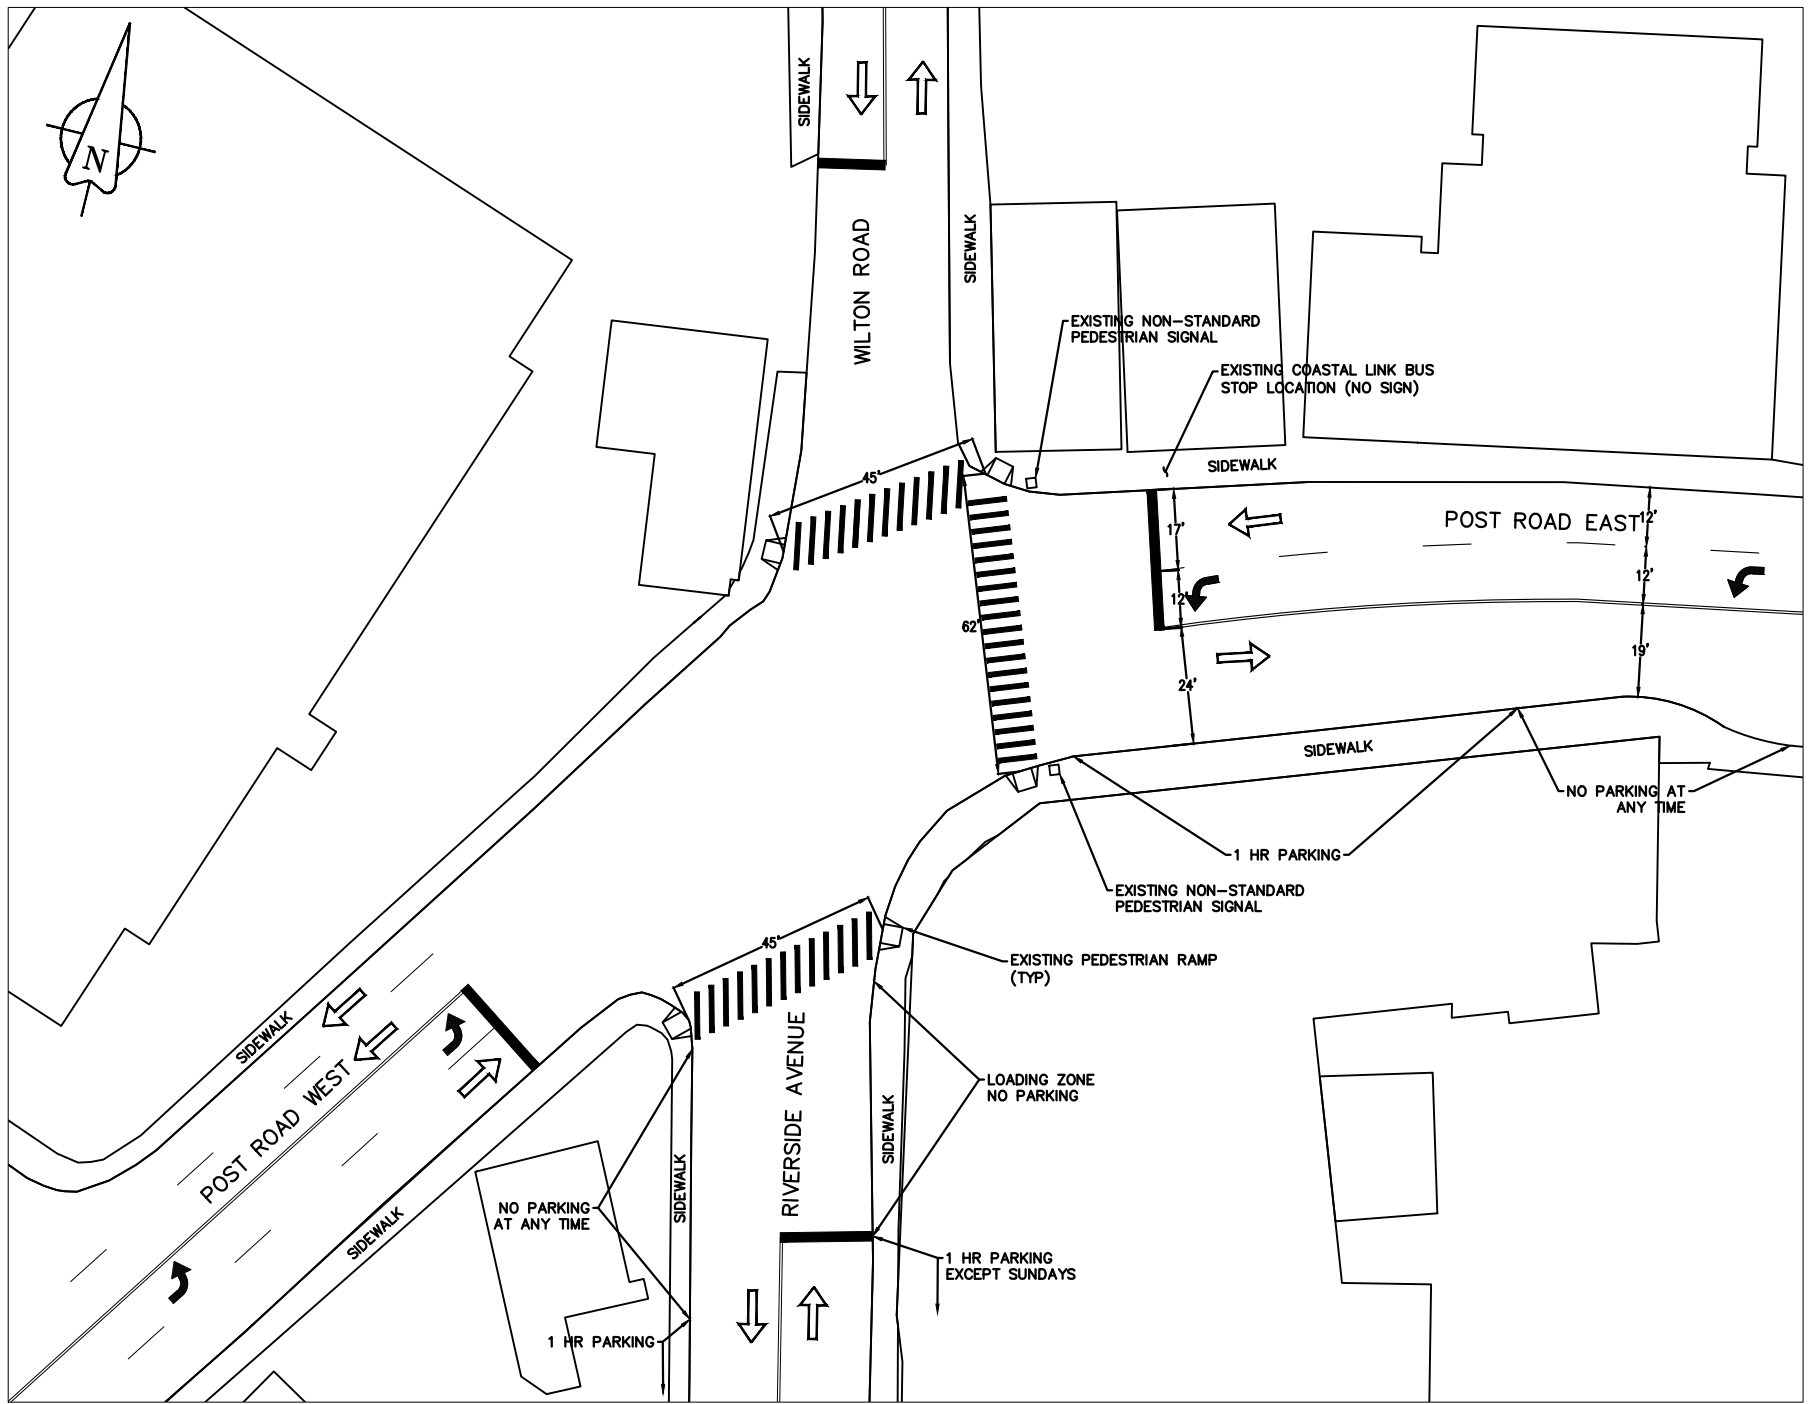 SIDEWALK
N
WILTON ROAD
SIDEWALK
EXISTING NON-STANDARD
PEDESTRIAN SIGNAL
EXISTING COASTAL LINK BUS
STOP LOCATION (NO SIGN)
SIDEWALK
45'
POST ROAD EAST
12'
17'
12'
12'
62'
19'
24'
SIDEWALK
NO PARKING AT
ANY TIME
1 HR PARKING
EXISTING NON-STANDARD
PEDESTRIAN SIGNAL
45'
EXISTING PEDESTRIAN RAMP
(TYP)
SIDEWALK
POST ROAD WEST
RIVERSIDE AVENUE
LOADING ZONE
NO PARKING
SIDEWALK
SIDEWALK
SIDEWALK
NO PARKING
AT ANY TIME
1 HR PARKING
EXCEPT SUNDAYS
1 HR PARKING